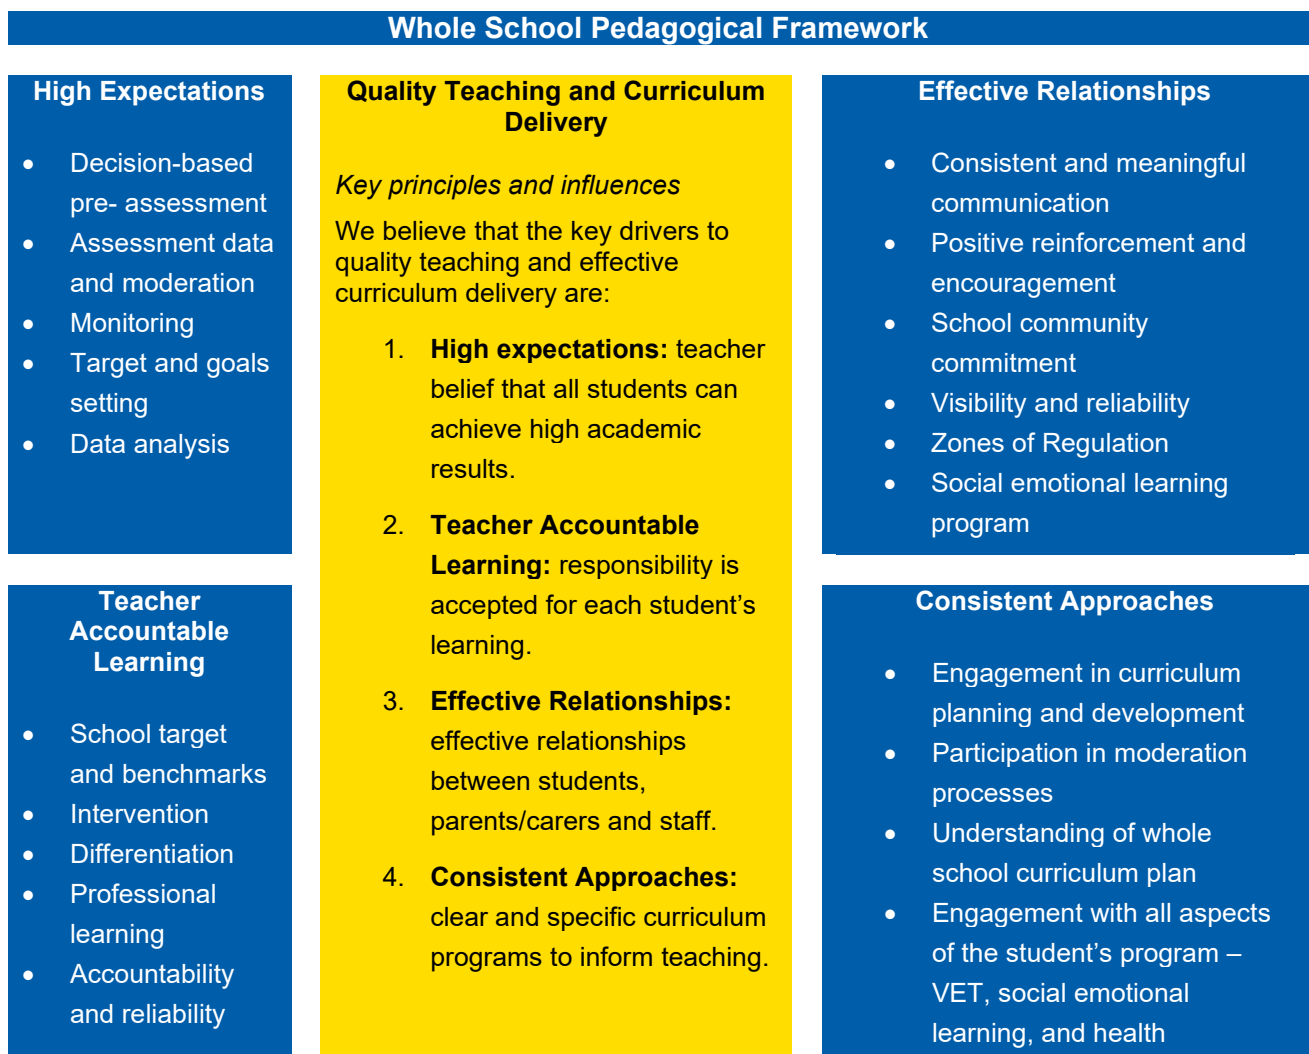 Whole School Pedagogical Framework
High Expectations
• Decision-based
pre- assessment
• Assessment data
and moderation
• Monitoring
• Target and goals
setting
• Data analysis
Teacher
Accountable
Learning
• School target
and benchmarks
• Intervention
• Differentiation
• Professional
learning
• Accountability
and reliability
Quality Teaching and Curriculum
Delivery
Key principles and influences
We believe that the key drivers to
quality teaching and effective
curriculum delivery are:
1. High expectations: teacher
belief that all students can
achieve high academic
results.
2. Teacher Accountable
Learning: responsibility is
accepted for each student’s
learning.
3. Effective Relationships:
effective relationships
between students,
parents/carers and staff.
4. Consistent Approaches:
clear and specific curriculum
programs to inform teaching.
Effective Relationships
• Consistent and meaningful
communication
• Positive reinforcement and
encouragement
• School community
commitment
• Visibility and reliability
• Zones of Regulation
• Social emotional learning
program
Consistent Approaches
• Engagement in curriculum
planning and development
• Participation in moderation
processes
• Understanding of whole
school curriculum plan
• Engagement with all aspects
of the student’s program –
VET, social emotional
learning, and health